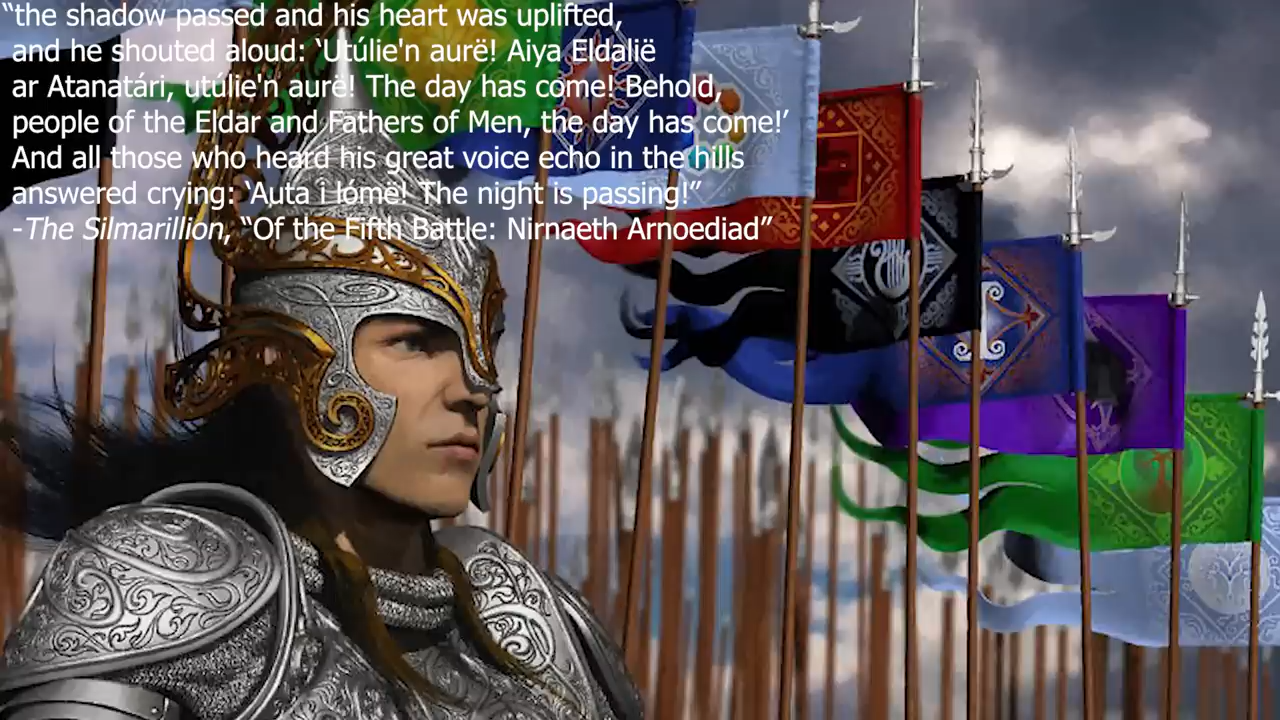 “the shadow passed and his heart was uplifted,
and he shouted aloud: ‘Utúlie'n aurë! Aiya Eldalië
ar Atanatári, utúlie'n aurë! The day has come! Behold,
people of the Eldar and Fathers of Men, the day has come!’
And all those who heard his great voice echo in the hills
answered crying: ‘Auta i lómë! The night is passing!”
-The Silmarillion, “Of the Fifth Battle: Nirnaeth Arnoediad”